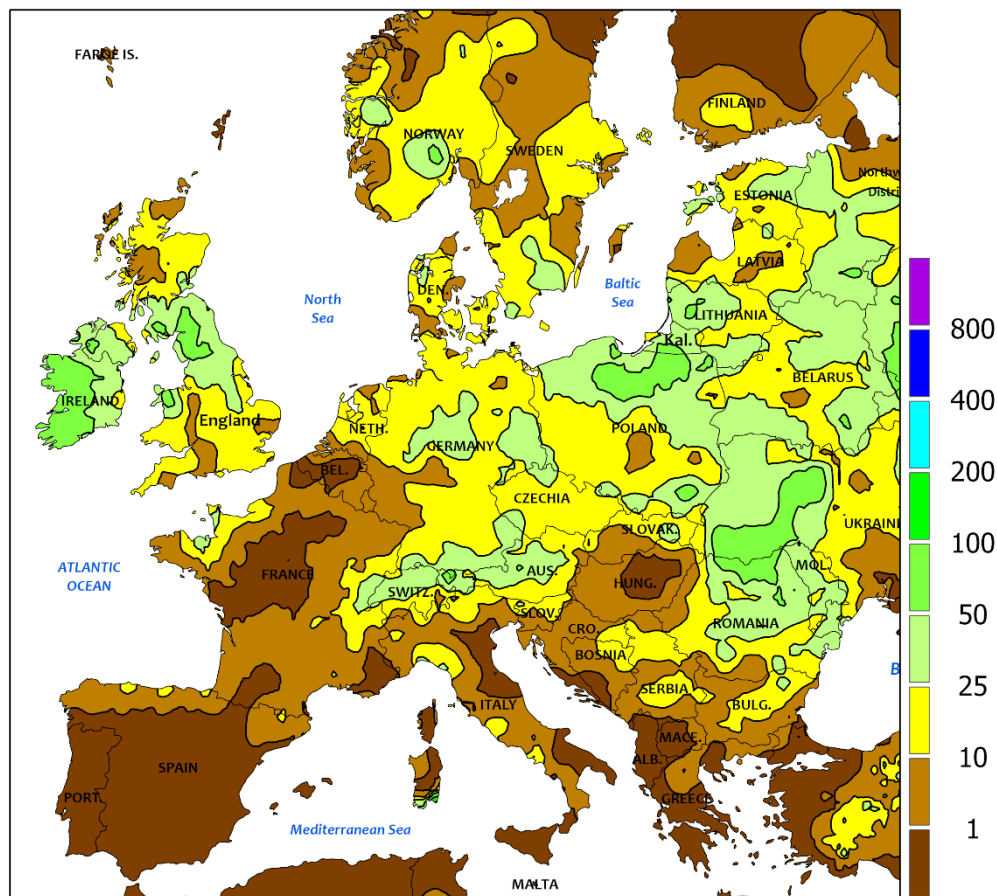 FAROE IS.
FINLAND
NORWAY
SWEDEN
Northw
Distri
ESTONIA
LATVIA
DEN.
North
Sea
Baltic
Sea
LITHUANIA
Kal.
800
BELARUS
IRELAND
400
England
NETH.
POLAND
GERMANY
BEL.
200
CZECHIA
UKRAINI
SLOVAK.
100
ATLANTIC
OCEAN
FRANCE
MOL.
AUS.
HUNG.
SWITZ.
50
SLOV.
ROMANIA
CRO.
BOSNIA
B
25
SERBIA
ITALY
BULG.
MACE.
10
SPAIN
ALB.
PORT.
GREECE
1
Mediterranean Sea
MALTA